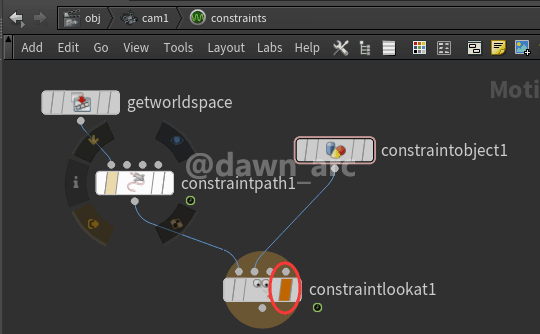 obj cam1 constraints
Add Edit Go View Tools Layout Labs Help
Moti
getworldspace
constraintobject1
@dawn_arc
constraintpath1
constraintlookat1